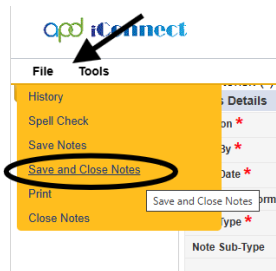 apd iConnect
File Tools
History
Details
Spell Check
on *
Save Notes
By *
Save and Close Notes
Date *
Print
Save and Close Notes
Close Notes
Type *
Note Sub-Type